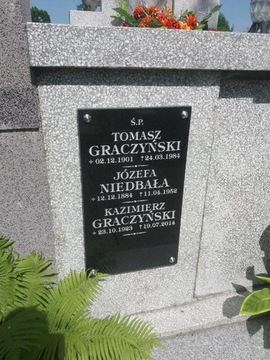 Ś.P.
TOMASZ
GRACZYŃSKI
+02.12.1901 †24.03.1984
JÓZEFA
NIEDBAŁA
+12.12.1884 †11.04.1952
KAZIMIERZ
GRACZYŃSKI
+23.10.1923 †19.07.2014